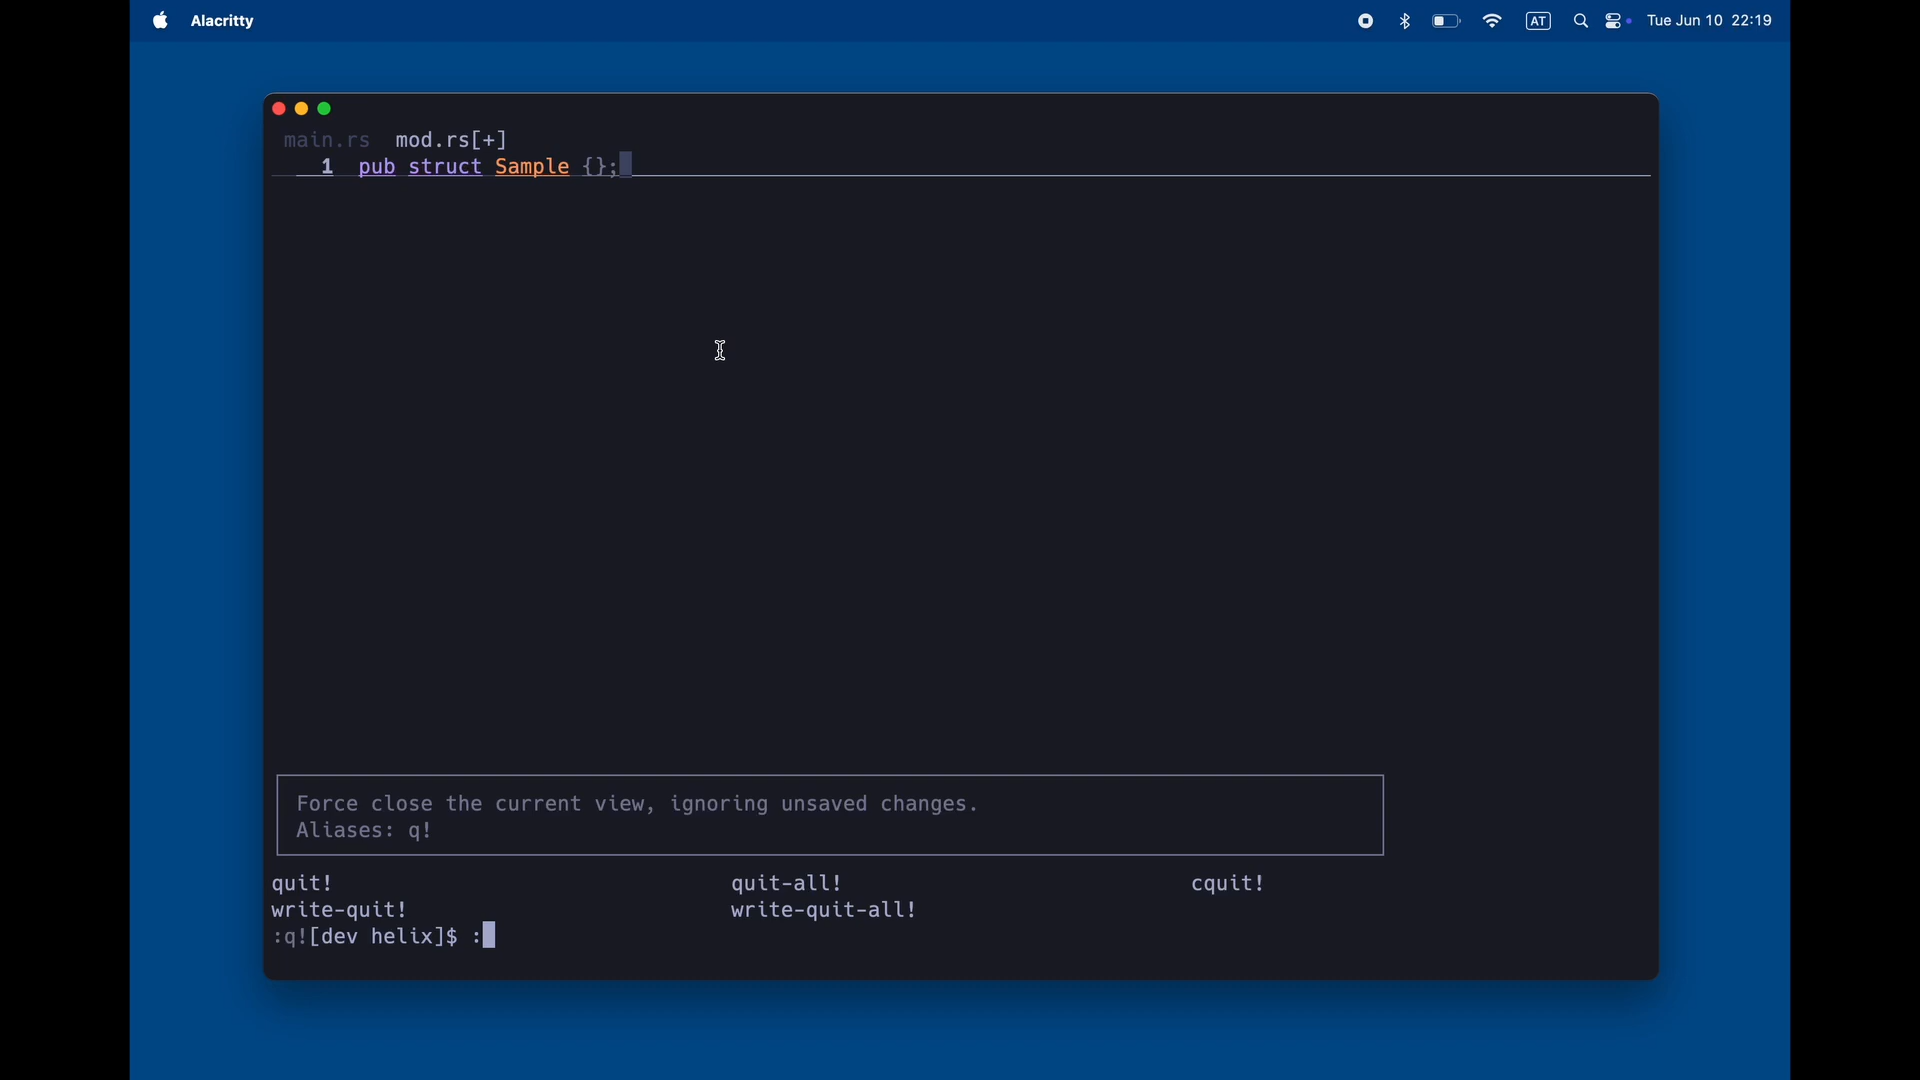 Alacritty
AT
Tue Jun 10 22:19
main.rs mod.rs[+]
1 pub struct Sample {};
Force close the current view, ignoring unsaved changes.
Aliases: q!
quit! quit-all! cquit!
write-quit! write-quit-all!
:q![dev helix]$ :